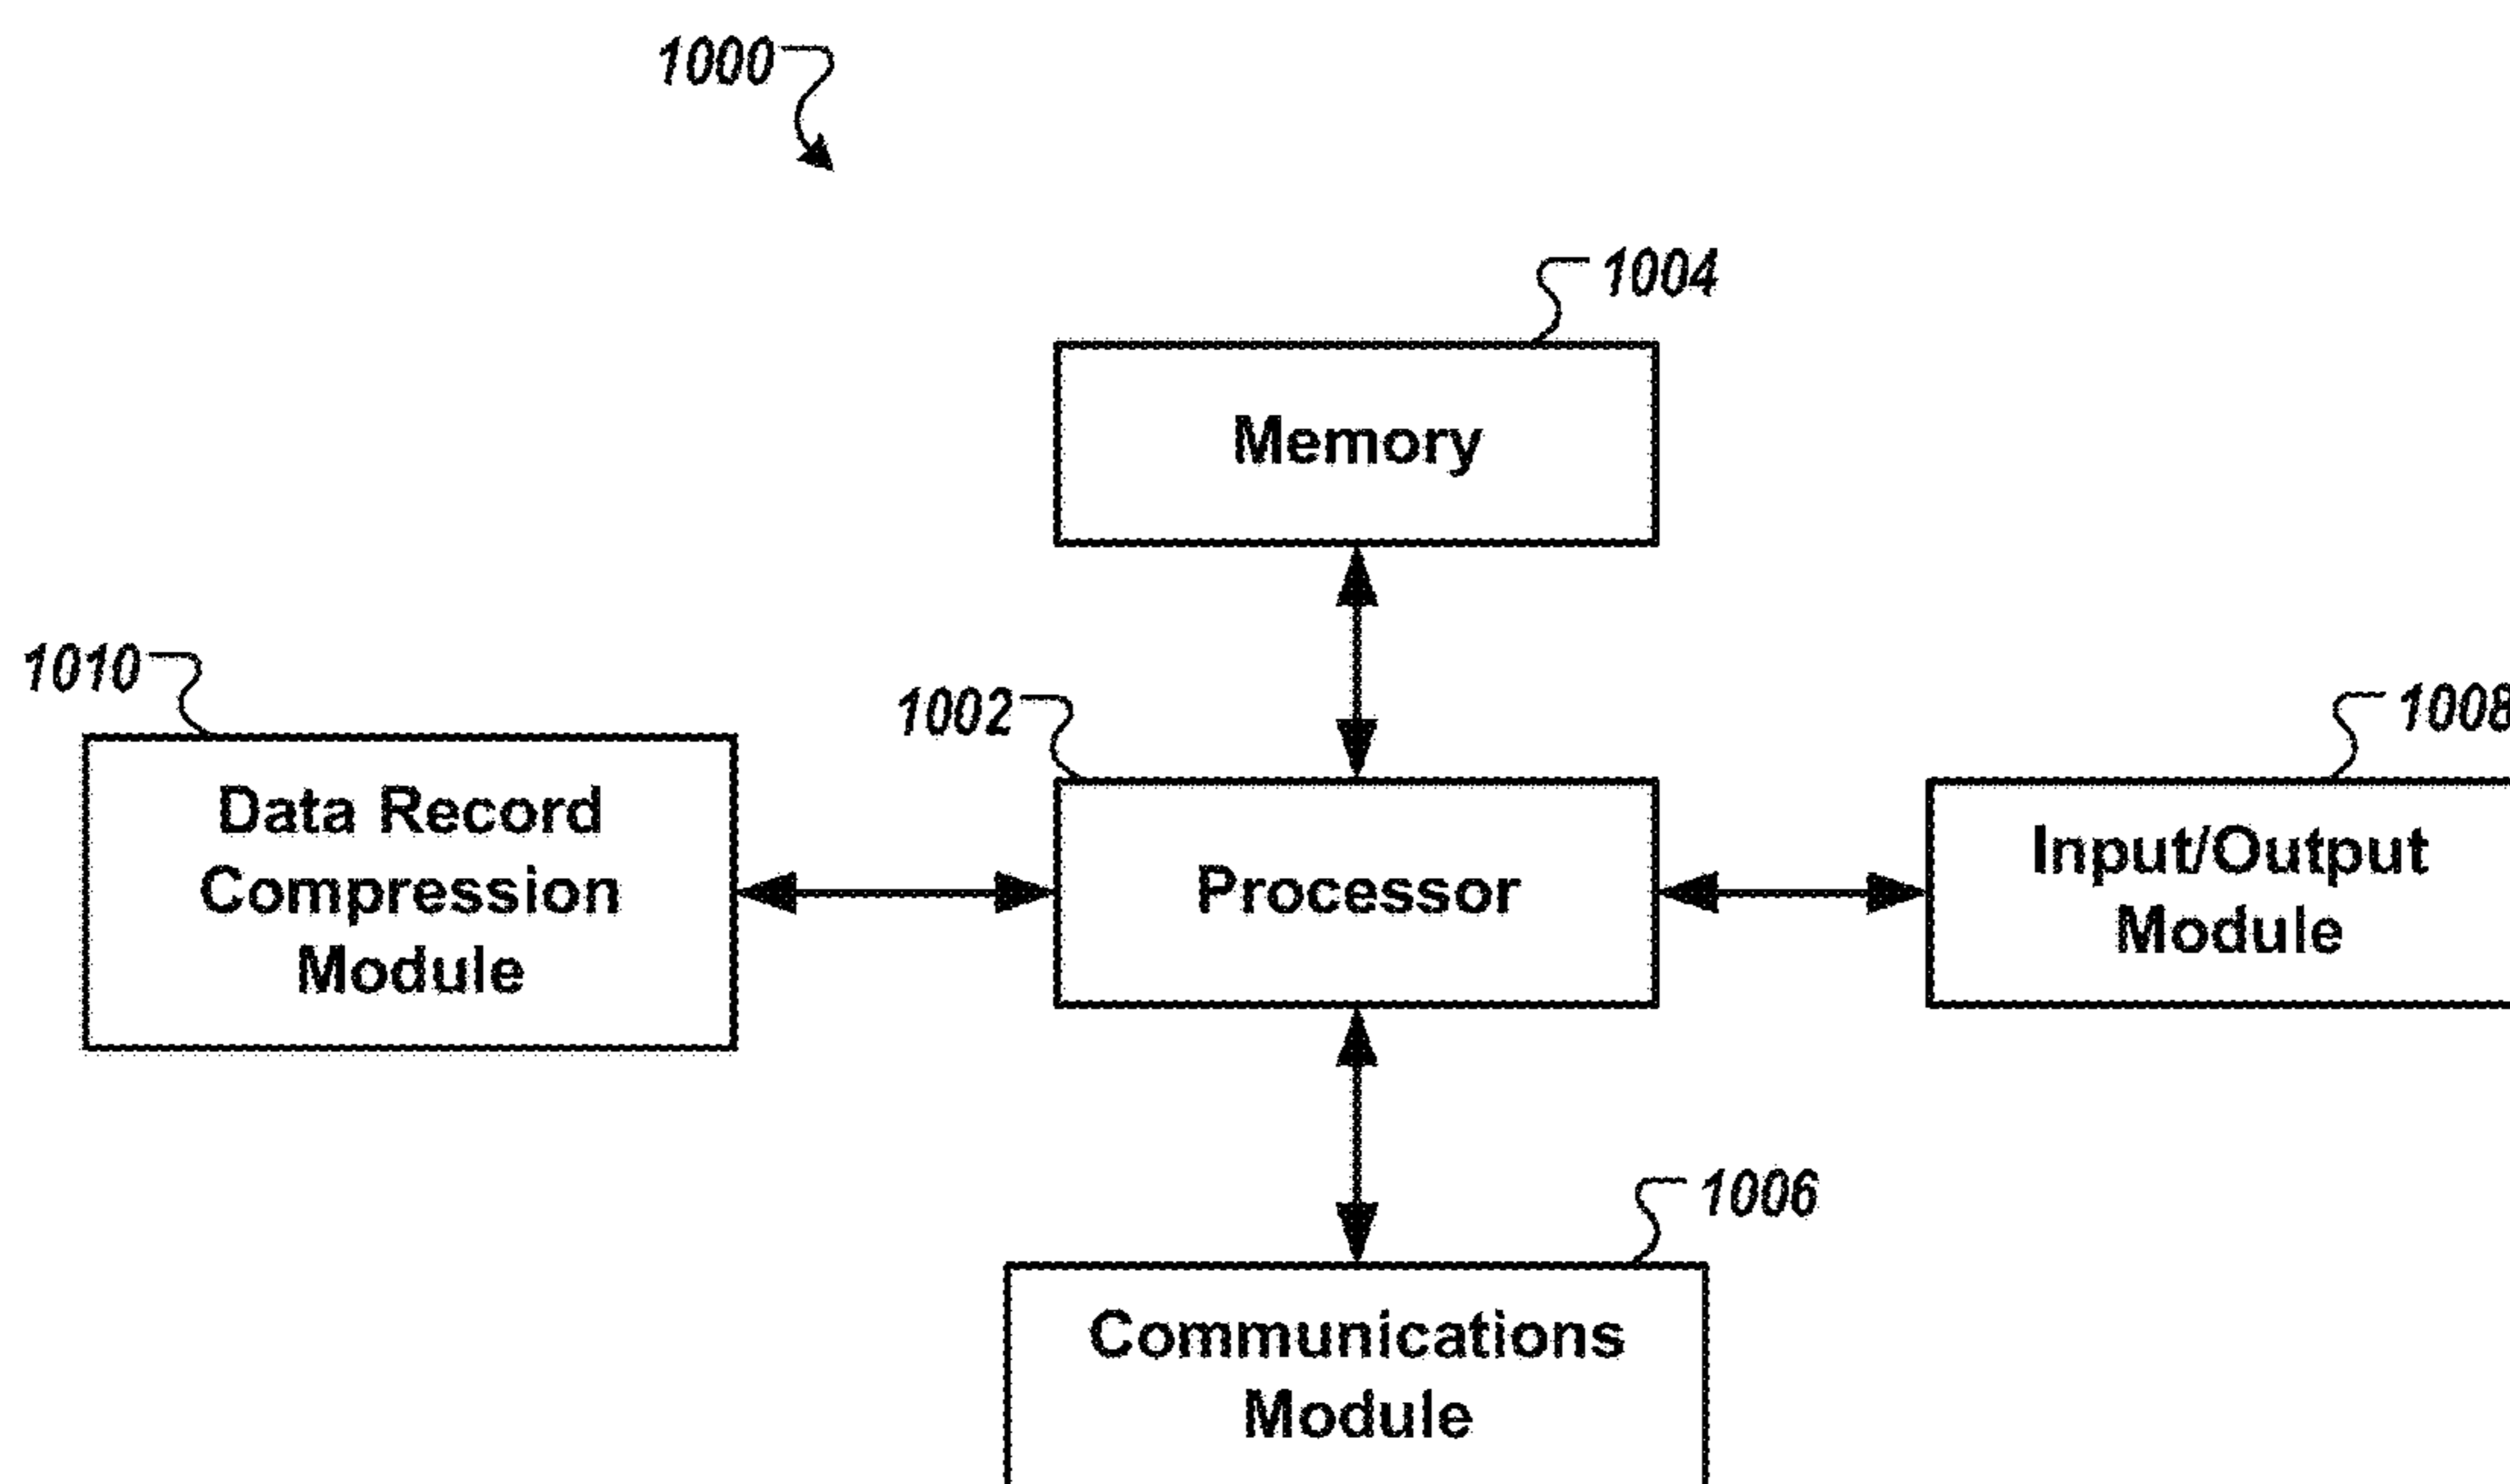 1000
1004
Memory
1010
1002
1008
Data Record
Compression
Module
Processor
Input/Output
Module
1006
Communications
Module